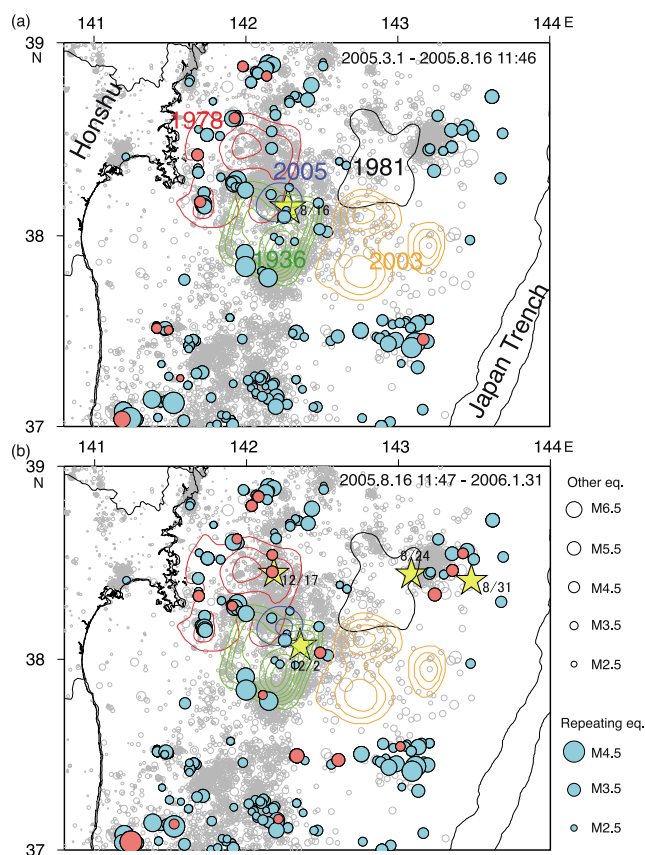 (a)
141 142 143 144 E
39
N
2005.3.1 - 2005.8.16 11:46
Honshu
1978
1981
2005
8/16
38
1936
2003
Japan Trench
37
141 142 143 144 E
(b)
39
N
2005.8.16 11:47 - 2006.1.31
8/24
12/17
8/31
38
12/2
37
Other eq.
M6.5
M5.5
M4.5
M3.5
M2.5
Repeating eq.
M4.5
M3.5
M2.5